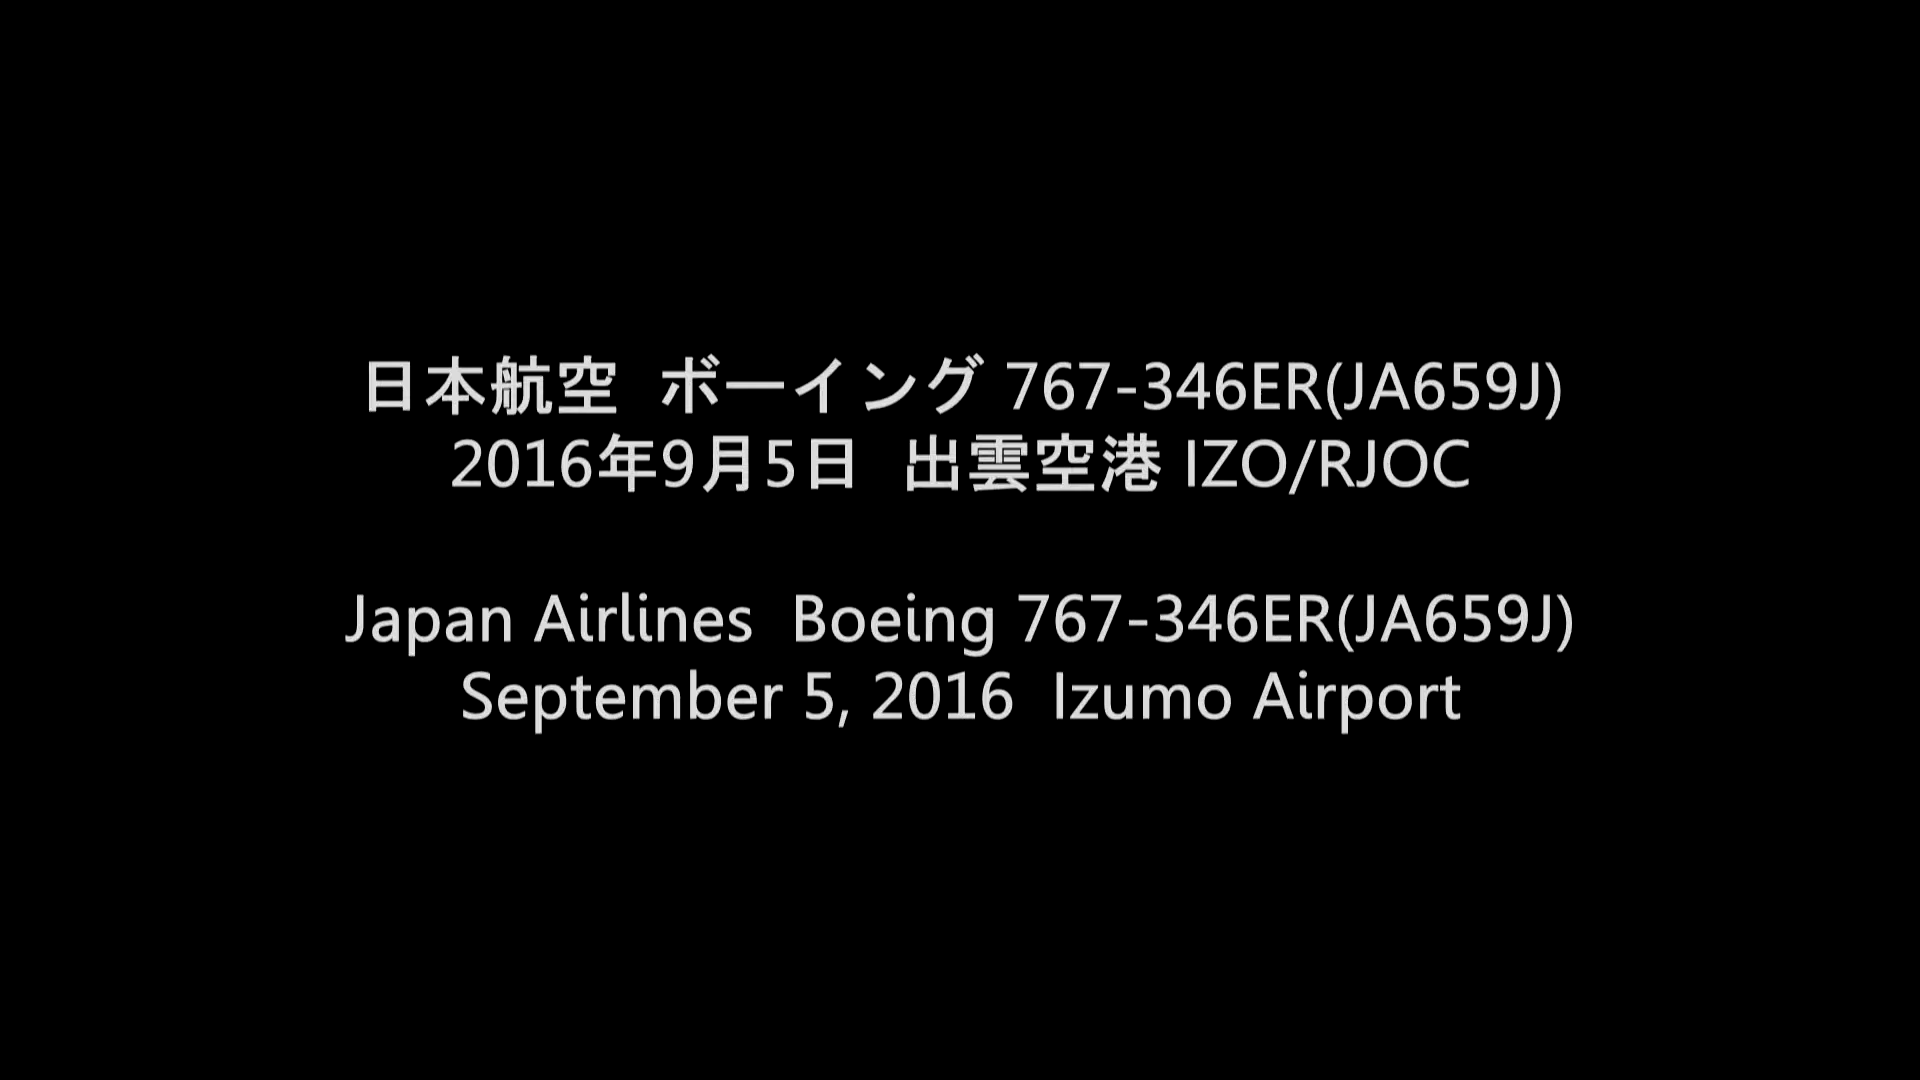 日本航空　ボーイング 767-346ER(JA659J)
2016年9月5日　出雲空港 IZO/RJOC
Japan Airlines  Boeing 767-346ER(JA659J)
September 5, 2016  Izumo Airport